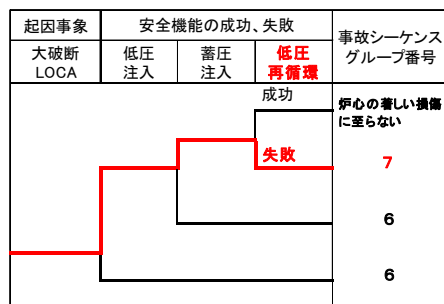 起因事象
安全機能の成功、失敗
事故シーケンス
グループ番号
大破断
LOCA
低圧
注入
蓄圧
注入
低圧
再循環
成功
炉心の著しい損傷
に至らない
失敗
7
6
6